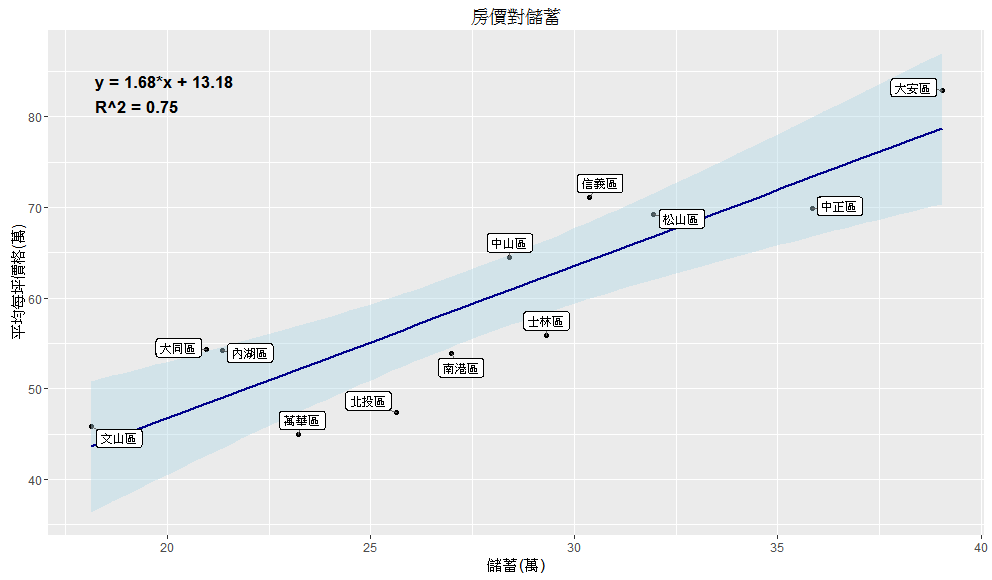 房價對儲蓄
y = 1.68*x + 13.18
R^2 = 0.75
平均每坪價格(萬)
80
70
60
50
40
大安區
信義區
中正區
松山區
中山區
士林區
大同區
內湖區
南港區
北投區
萬華區
文山區
20
25
30
35
40
儲蓄(萬)